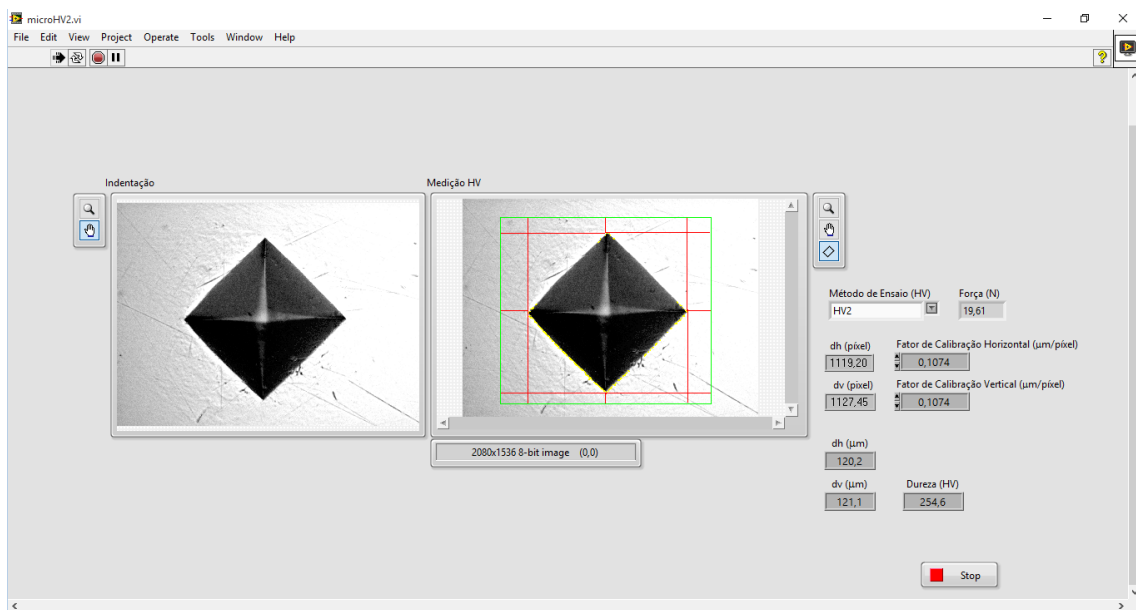 microHV2.vi
File Edit View Project Operate Tools Window Help
Indentação
Medição HV
Método de Ensaio (HV) Força (N)
HV2 19,61
dh (píxel) Fator de Calibração Horizontal (µm/píxel)
1119,20 0,1074
dv (pixel) Fator de Calibração Vertical (µm/píxel)
1127,45 0,1074
2080x1536 8-bit image (0,0)
dh (µm)
120,2
dv (µm) Dureza (HV)
121,1 254,6
Stop